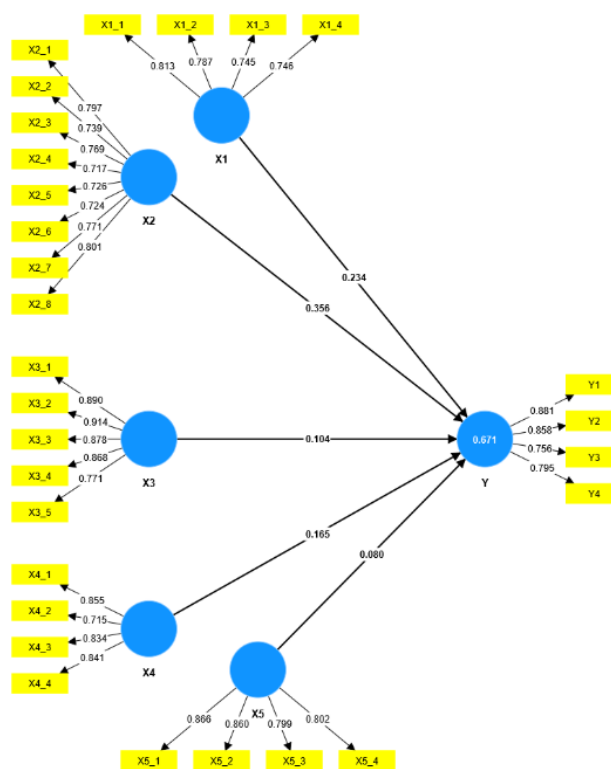 X1_1 X1_2 X1_3 X1_4
0.813 0.787 0.745 0.746
X1
X2_1
X2_2
X2_3
X2_4
X2_5
X2_6
X2_7
X2_8
0.797
0.739
0.769
0.717
0.726
0.724
0.771
0.801
X2
0.234
0.356
X3_1
X3_2
X3_3
X3_4
X3_5
0.890
0.914
0.878
0.868
0.771
X3
0.104
0.671
Y
0.881
0.858
0.756
0.795
Y1
Y2
Y3
Y4
0.165
0.080
X4_1
X4_2
X4_3
X4_4
0.855
0.715
0.834
0.841
X4
X5
0.866 0.860 0.799 0.802
X5_1 X5_2 X5_3 X5_4